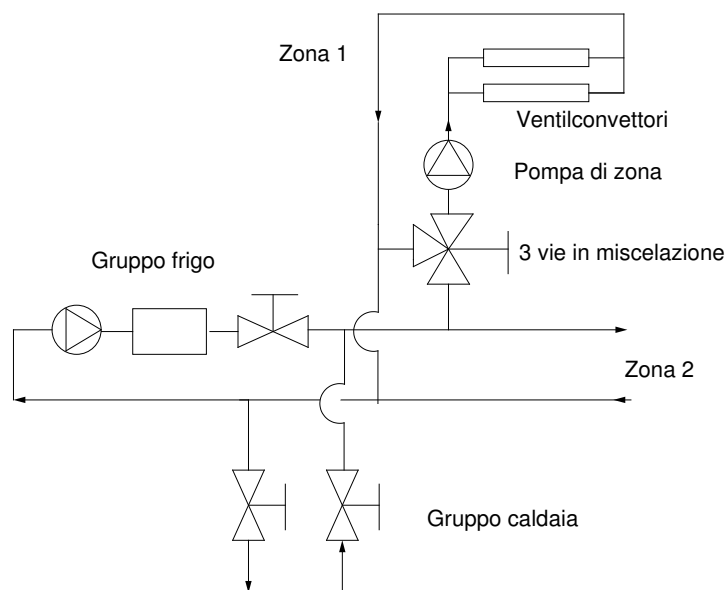 Zona 1
Ventilconvettori
Pompa di zona
3 vie in miscelazione
Gruppo frigo
Zona 2
Gruppo caldaia